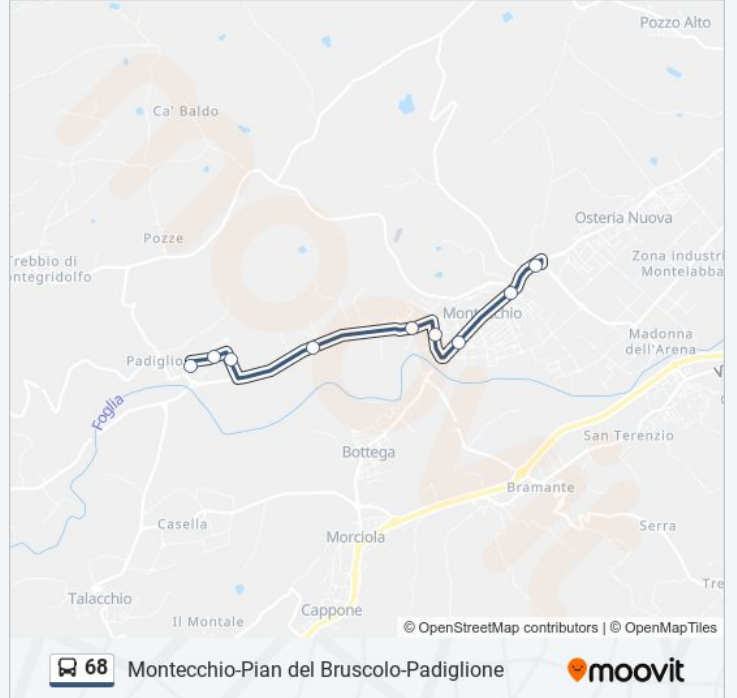 Pozzo Alto
Ca' Baldo
Osteria Nuova
Pozze
Trebbio di
Montegridolfo
Zona industri
Montelabba
Montecchio
Madonna
dell'Arena
Padiglio
V
Foglia
San Terenzio
Bottega
Bramante
Casella
Serra
Morciola
Tre
Talacchio
Il Montale
Cappone
© OpenStreetMap contributors | © OpenMapTiles
68 Montecchio-Pian del Bruscolo-Padiglione
moovit